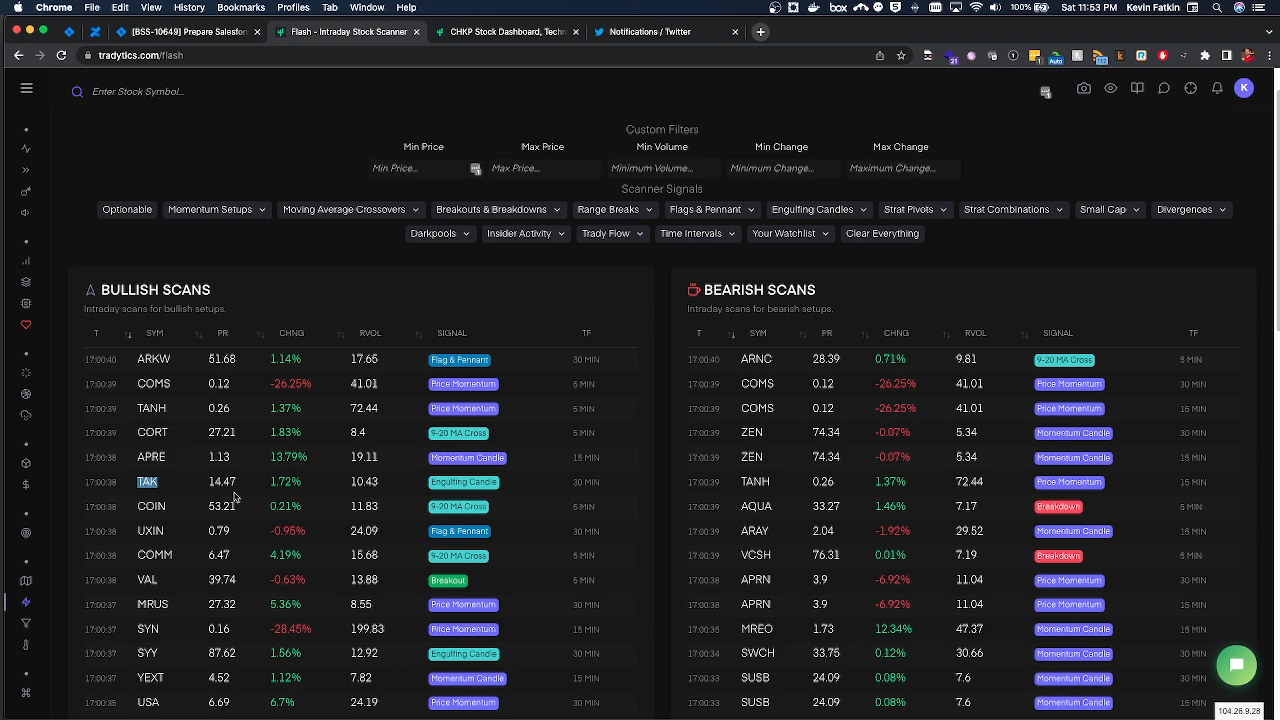 Chrome File Edit View History Bookmarks Profiles Tab Window Help box 5 100% Sat 11:53 PM Kevin Fatkin
[BSS-10649] Prepare Salesfor
Flash - Intraday Stock Scanner
CHKP Stock Dashboard, Techn
Notifications / Twitter
tradytics.com/flash 21 Auto
Enter Stock Symbol... K
Custom Filters
Min Price Max Price Min Volume Min Change Max Change
Min Price... Max Price... Minimum Volume... Minimum Change... Maximum Change...
Scanner Signals
Optionable Momentum Setups Moving Average Crossovers Breakouts & Breakdowns Range Breaks Flags & Pennant Engulfing Candles Strat Pivots Strat Combinations Small Cap Divergences
Darkpools Insider Activity Trady Flow Time Intervals Your Watchlist Clear Everything
BULLISH SCANS
Intraday scans for bullish setups.
T SYM PR CHNG RVOL SIGNAL TF
17:00:40 ARKW 51.68 1.14% 17.65 Flag & Pennant 30 MIN
17:00:39 COMS 0.12 -26.25% 41.01 Price Momentum 5 MIN
17:00:39 TANH 0.26 1.37% 72.44 Price Momentum 5 MIN
17:00:39 CORT 27.21 1.83% 8.4 9-20 MA Cross 5 MIN
17:00:38 APRE 1.13 13.79% 19.11 Momentum Candle 30 MIN
17:00:38 TAK 14.47 1.72% 10.43 Engulfing Candle 30 MIN
17:00:38 COIN 53.21 0.21% 11.83 9-20 MA Cross 5 MIN
17:00:38 UXIN 0.79 -0.95% 24.09 Flag & Pennant 30 MIN
17:00:38 COMM 6.47 4.19% 15.68 9-20 MA Cross 5 MIN
17:00:38 VAL 39.74 -0.63% 13.88 Breakout 5 MIN
17:00:37 MRUS 27.32 5.36% 8.55 Price Momentum 30 MIN
17:00:37 SYN 0.16 -28.45% 199.83 Price Momentum 15 MIN
17:00:37 SYY 87.62 1.56% 12.92 Engulfing Candle 30 MIN
17:00:37 YEXT 4.52 1.12% 7.82 Momentum Candle 15 MIN
17:00:37 USA 6.69 6.7% 24.19 Price Momentum 30 MIN
BEARISH SCANS
Intraday scans for bearish setups.
T SYM PR CHNG RVOL SIGNAL TF
17:00:40 ARNC 28.39 0.71% 9.81 9-20 MA Cross 5 MIN
17:00:39 COMS 0.12 -26.25% 41.01 Price Momentum 30 MIN
17:00:39 COMS 0.12 -26.25% 41.01 Price Momentum 15 MIN
17:00:39 ZEN 74.34 -0.07% 5.34 Momentum Candle 30 MIN
17:00:39 ZEN 74.34 -0.07% 5.34 Momentum Candle 15 MIN
17:00:39 TANH 0.26 1.37% 72.44 Price Momentum 15 MIN
17:00:39 AQUA 33.27 1.46% 7.17 Breakdown 5 MIN
17:00:39 ARAY 2.04 -1.92% 29.52 Momentum Candle 15 MIN
17:00:39 VCSH 76.31 0.01% 7.19 Breakdown 5 MIN
17:00:38 APRN 3.9 -6.92% 11.04 Price Momentum 30 MIN
17:00:38 APRN 3.9 -6.92% 11.04 Price Momentum 15 MIN
17:00:35 MREO 1.73 12.34% 47.37 Momentum Candle 15 MIN
17:00:34 SWCH 33.75 0.12% 30.66 Momentum Candle 30 MIN
17:00:33 SUSB 24.09 0.08% 7.6 Momentum Candle 30 MIN
17:00:33 SUSB 24.09 0.08% 7.6 Momentum Candle 15 MIN
104.26.9.28